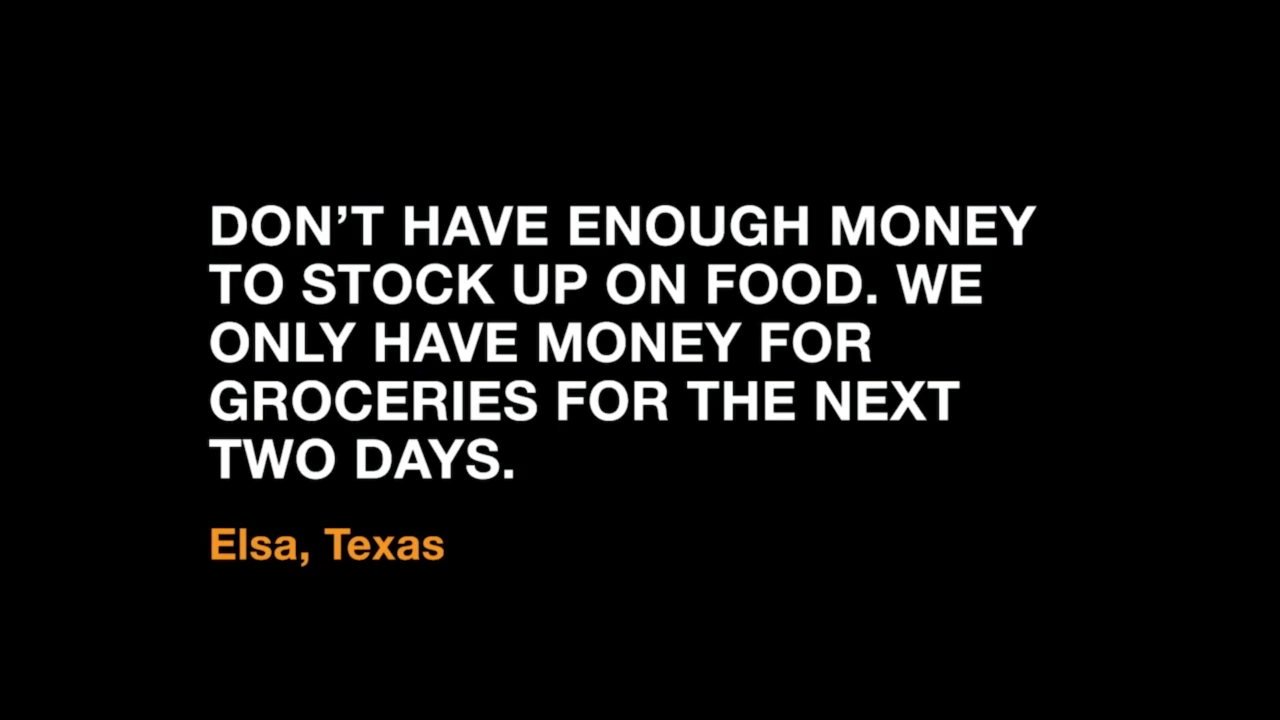 DON’T HAVE ENOUGH MONEY
TO STOCK UP ON FOOD. WE
ONLY HAVE MONEY FOR
GROCERIES FOR THE NEXT
TWO DAYS.
Elsa, Texas